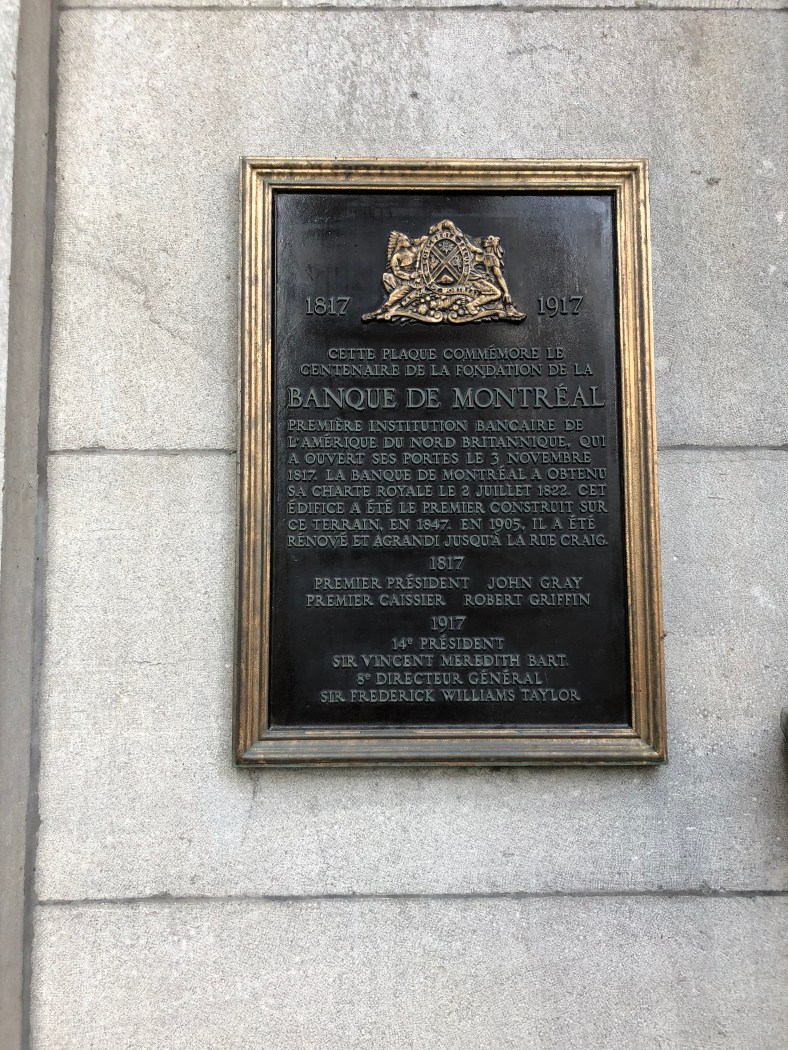 1817 1917
CETTE PLAQUE COMMÉMORE LE
CENTENAIRE DE LA FONDATION DE LA
BANQUE DE MONTRÉAL
PREMIÈRE INSTITUTION BANCAIRE DE
L'AMÉRIQUE DU NORD BRITANNIQUE, QUI
A OUVERT SES PORTES LE 3 NOVEMBRE
1817. LA BANQUE DE MONTRÉAL A OBTENU
SA CHARTE ROYALE LE 2 JUILLET 1822. CET
ÉDIFICE A ÉTÉ LE PREMIER CONSTRUIT SUR
CE TERRAIN, EN 1847. EN 1905, IL A ÉTÉ
RÉNOVÉ ET AGRANDI JUSQU'À LA RUE CRAIG.
1817
PREMIER PRÉSIDENT JOHN GRAY
PREMIER CAISSIER ROBERT GRIFFIN
1917
14e PRÉSIDENT
SIR VINCENT MEREDITH BART.
8e DIRECTEUR GÉNÉRAL
SIR FREDERICK WILLIAMS TAYLOR